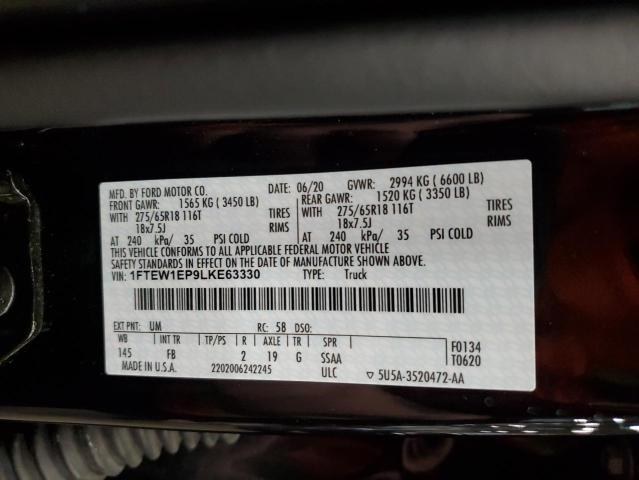 MFD. BY FORD MOTOR CO. DATE: 06/20 GVWR: 2994 KG ( 6600 LB)
FRONT GAWR: 1565 KG ( 3450 LB) REAR GAWR: 1520 KG ( 3350 LB)
WITH 275/65R18 116T TIRES WITH 275/65R18 116T TIRES
18x7.5J RIMS 18x7.5J RIMS
AT 240 kPa/ 35 PSI COLD AT 240 kPa/ 35 PSI COLD
THIS VEHICLE CONFORMS TO ALL APPLICABLE FEDERAL MOTOR VEHICLE
SAFETY STANDARDS IN EFFECT ON THE DATE OF MANUFACTURE SHOWN ABOVE.
VIN: 1FTEW1EP9LKE63330 TYPE: Truck
EXT PNT: UM RC: 58 DSO:
WB INT TR TP/PS R AXLE TR SPR F0134
145 FB 2 19 G SSAA T0620
MADE IN U.S.A. 2202006242245 ULC ▽ 5U5A-3520472-AA